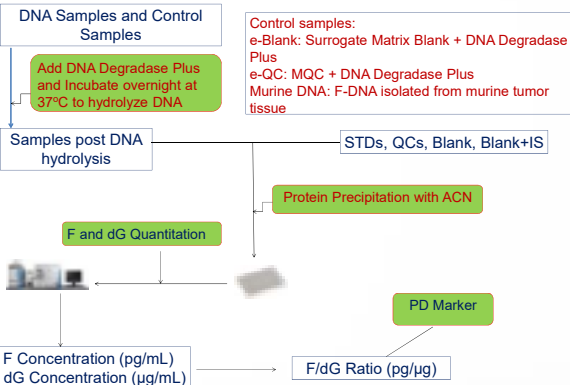 DNA Samples and Control
Samples
Control samples:
e-Blank: Surrogate Matrix Blank + DNA Degradase
Plus
e-QC: MQC + DNA Degradase Plus
Murine DNA: F-DNA isolated from murine tumor
tissue
Add DNA Degradase Plus
and Incubate overnight at
37ºC to hydrolyze DNA
Samples post DNA
hydrolysis
STDs, QCs, Blank, Blank+IS
Protein Precipitation with ACN
F and dG Quantitation
PD Marker
F Concentration (pg/mL)
dG Concentration (µg/mL)
F/dG Ratio (pg/µg)